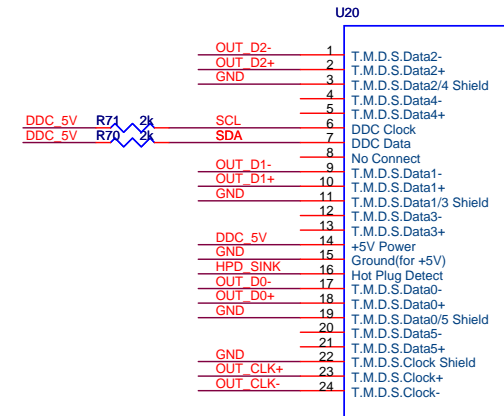 U20
OUT_D2- 1 T.M.D.S.Data2-
OUT_D2+ 2 T.M.D.S.Data2+
GND 3 T.M.D.S.Data2/4 Shield
4 T.M.D.S.Data4-
5 T.M.D.S.Data4+
DDC_5V R71 2k SCL 6 DDC Clock
DDC_5V R70 2k SDA 7 DDC Data
8 No Connect
OUT_D1- 9 T.M.D.S.Data1-
OUT_D1+ 10 T.M.D.S.Data1+
GND 11 T.M.D.S.Data1/3 Shield
12 T.M.D.S.Data3-
13 T.M.D.S.Data3+
DDC_5V 14 +5V Power
GND 15 Ground(for +5V)
HPD_SINK 16 Hot Plug Detect
OUT_D0- 17 T.M.D.S.Data0-
OUT_D0+ 18 T.M.D.S.Data0+
GND 19 T.M.D.S.Data0/5 Shield
20 T.M.D.S.Data5-
21 T.M.D.S.Data5+
GND 22 T.M.D.S.Clock Shield
OUT_CLK+ 23 T.M.D.S.Clock+
OUT_CLK- 24 T.M.D.S.Clock-